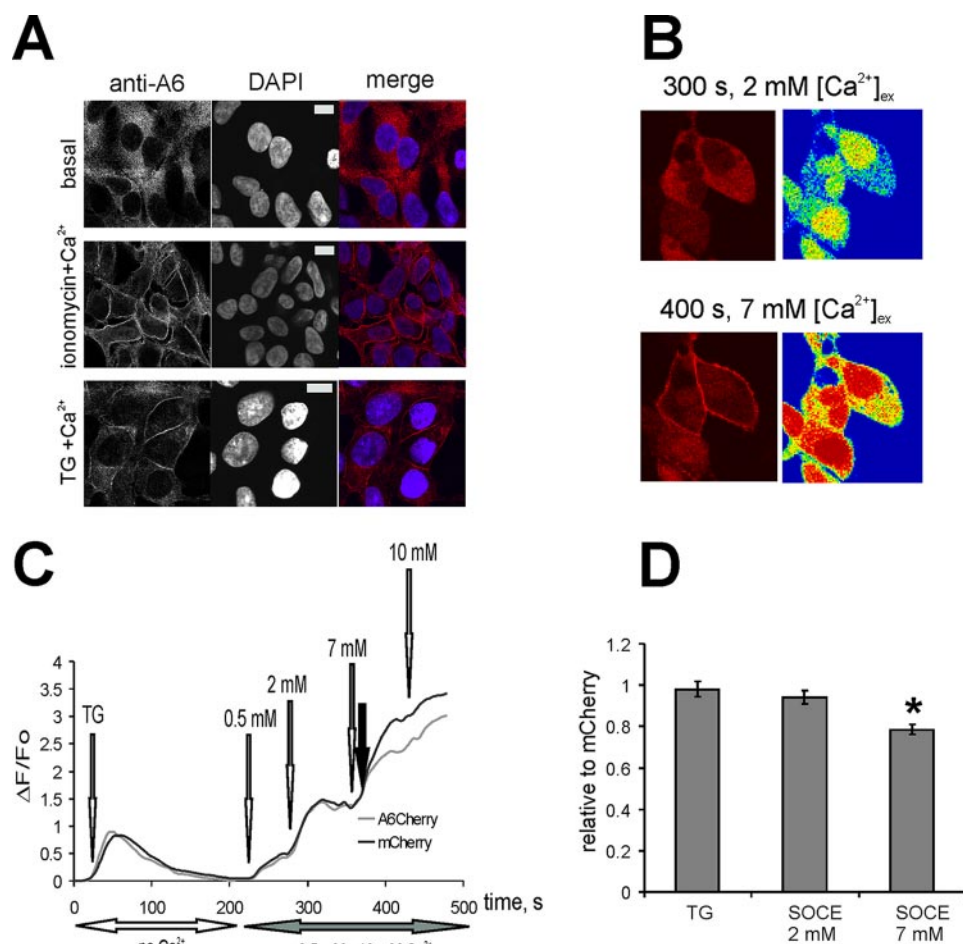 A
anti-A6 DAPI merge
basal
ionomycin+Ca²⁺
TG +Ca²⁺
B
300 s, 2 mM [Ca²⁺]ex
400 s, 7 mM [Ca²⁺]ex
C
10 mM
7 mM
2 mM
0.5 mM
TG
ΔF/Fo
4
3.5
3
2.5
2
1.5
1
0.5
0
A6Cherry
mCherry
0 100 200 300 400 500 time, s
D
relative to mCherry
1.2
1
0.8
0.6
0.4
0.2
0
*
TG SOCE SOCE
2 mM 7 mM